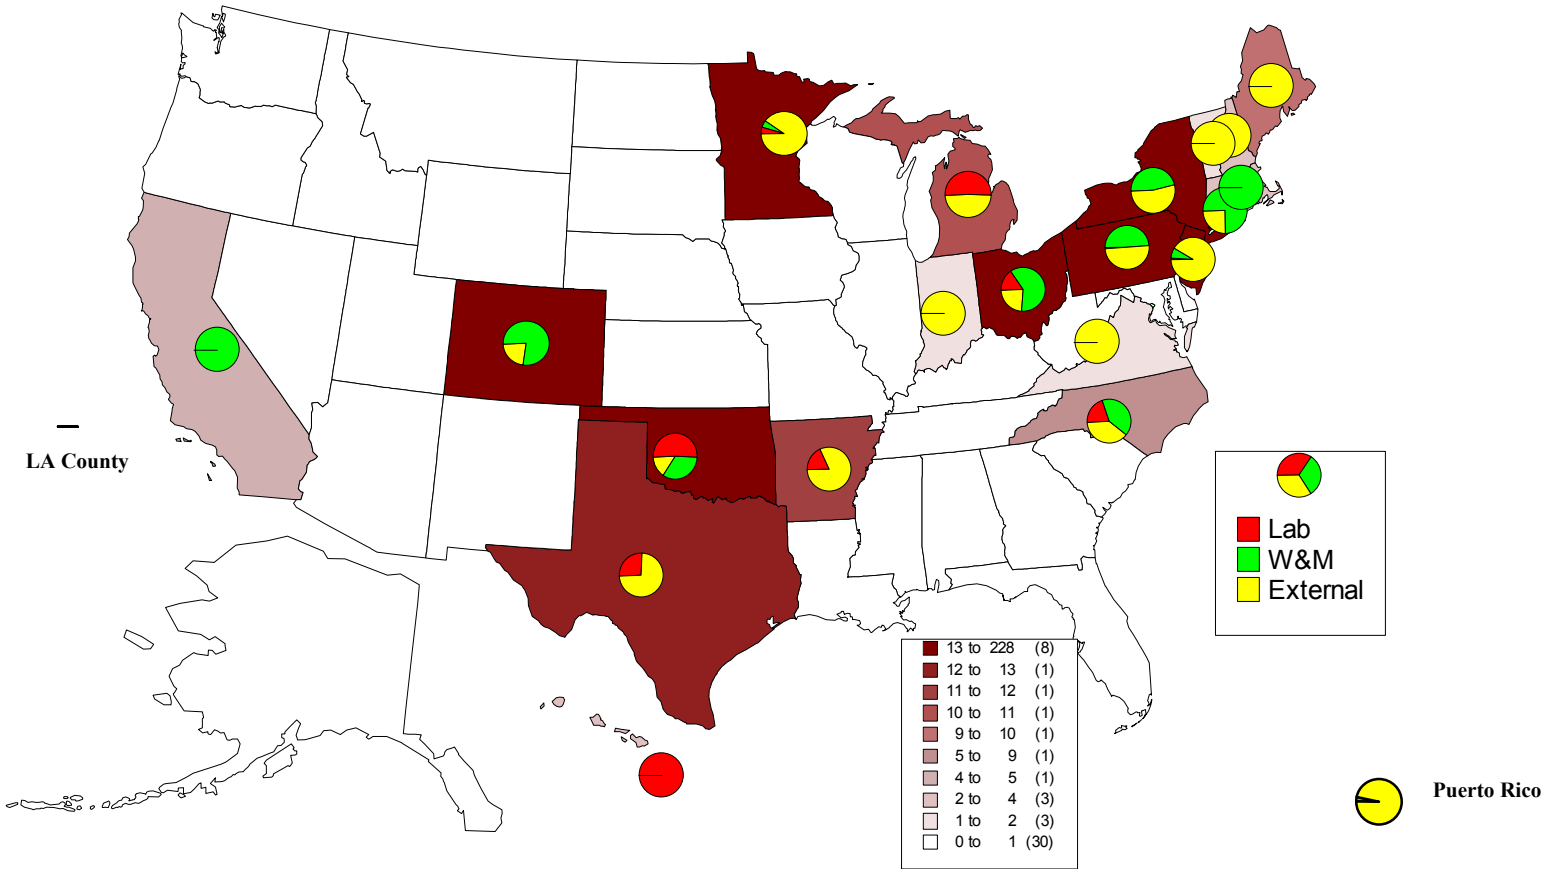 LA County
Lab
W&M
External
13 to 228 (8)
12 to 13 (1)
11 to 12 (1)
10 to 11 (1)
9 to 10 (1)
5 to 9 (1)
4 to 5 (1)
2 to 4 (3)
1 to 2 (3)
0 to 1 (30)
Puerto Rico